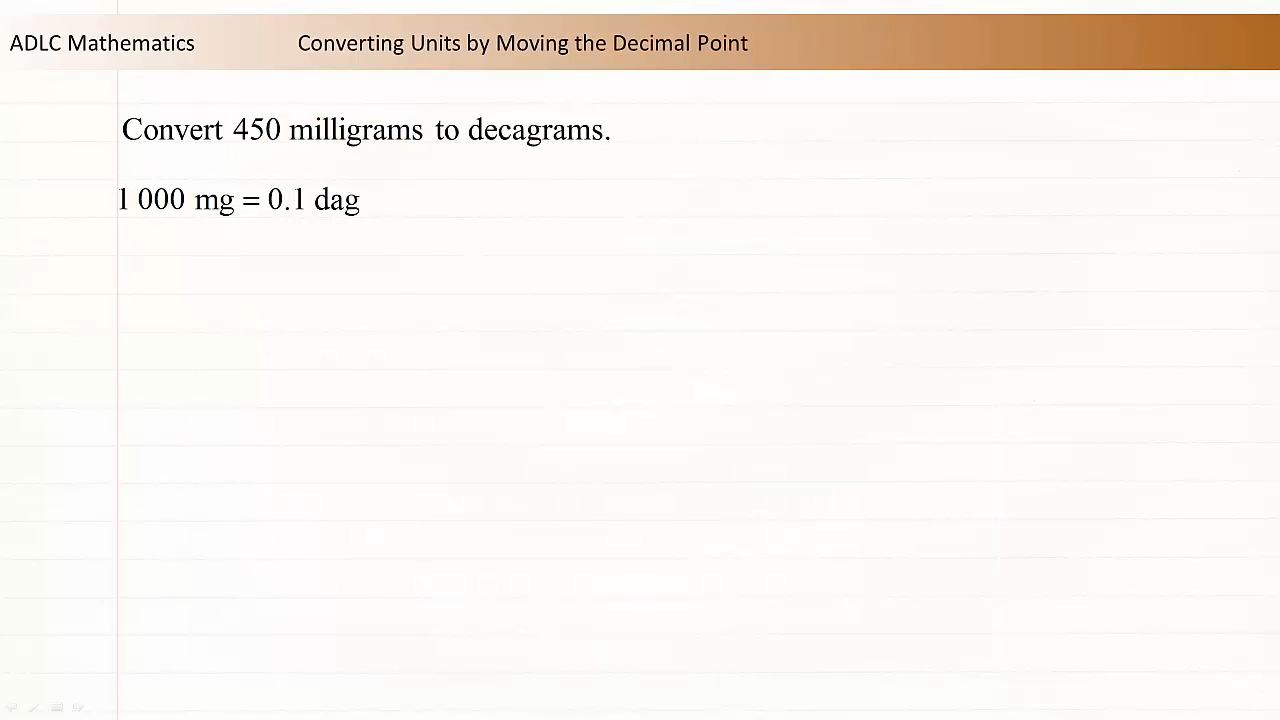 ADLC Mathematics Converting Units by Moving the Decimal Point
Convert 450 milligrams to decagrams.
1 000 mg = 0.1 dag